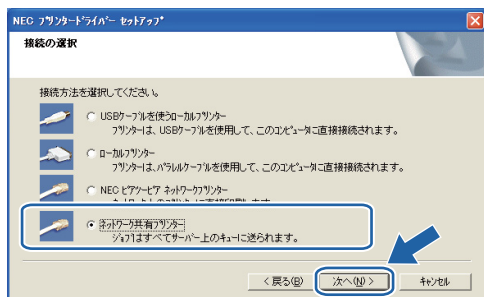 NEC プリンタードライバー セットアップ
接続の選択
接続方法を選択してください。
USBケーブルを使うローカルプリンター
プリンターは、USBケーブルを使用して、このコンピュータに直接接続されます。
ローカルプリンター
プリンターは、パラレルケーブルを使用して、このコンピュータに直接接続されます。
NEC ピアツーピア ネットワークプリンター
ネットワーク共有プリンター
ジョブはすべてサーバー上のキューに送られます。
< 戻る(B)
次へ(N) >
キャンセル